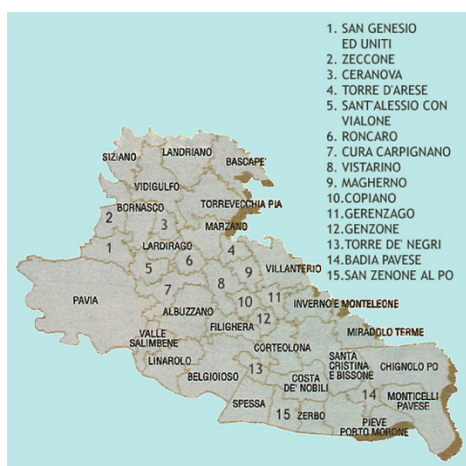 1. SAN GENESIO
ED UNITI
2. ZECCONE
3. CERANOVA
4. TORRE D'ARESE
5. SANT'ALESSIO CON
VIALONE
6. RONCARO
7. CURA CARPIGNANO
8. VISTARINO
9. MAGHERNO
10.COPIANO
11.GERENZAGO
12.GENZONE
13.TORRE DE' NEGRI
14.BADIA PAVESE
15.SAN ZENONE AL PO
SIZIANO
LANDRIANO
BASCAPE'
VIDIGULFO
TORREVECCHIA PIA
BORNASCO
2
MARZANO
3
1
LARDIRAGO
4
6
5
9
VILLANTERIO
7
8
PAVIA
10
11
INVERNO E MONTELEONE
ALBUZZANO
12
FILIGHERA
MIRADOLO TERME
VALLE
SALIMBENE
CORTEOLONA
LINAROLO
SANTA
CRISTINA
E BISSONE
CHIGNOLO PO
13
BELGIOIOSO
COSTA
DE' NOBILI
14
MONTICELLI
PAVESE
SPESSA
15
ZERBO
PIEVE
PORTO MORONE